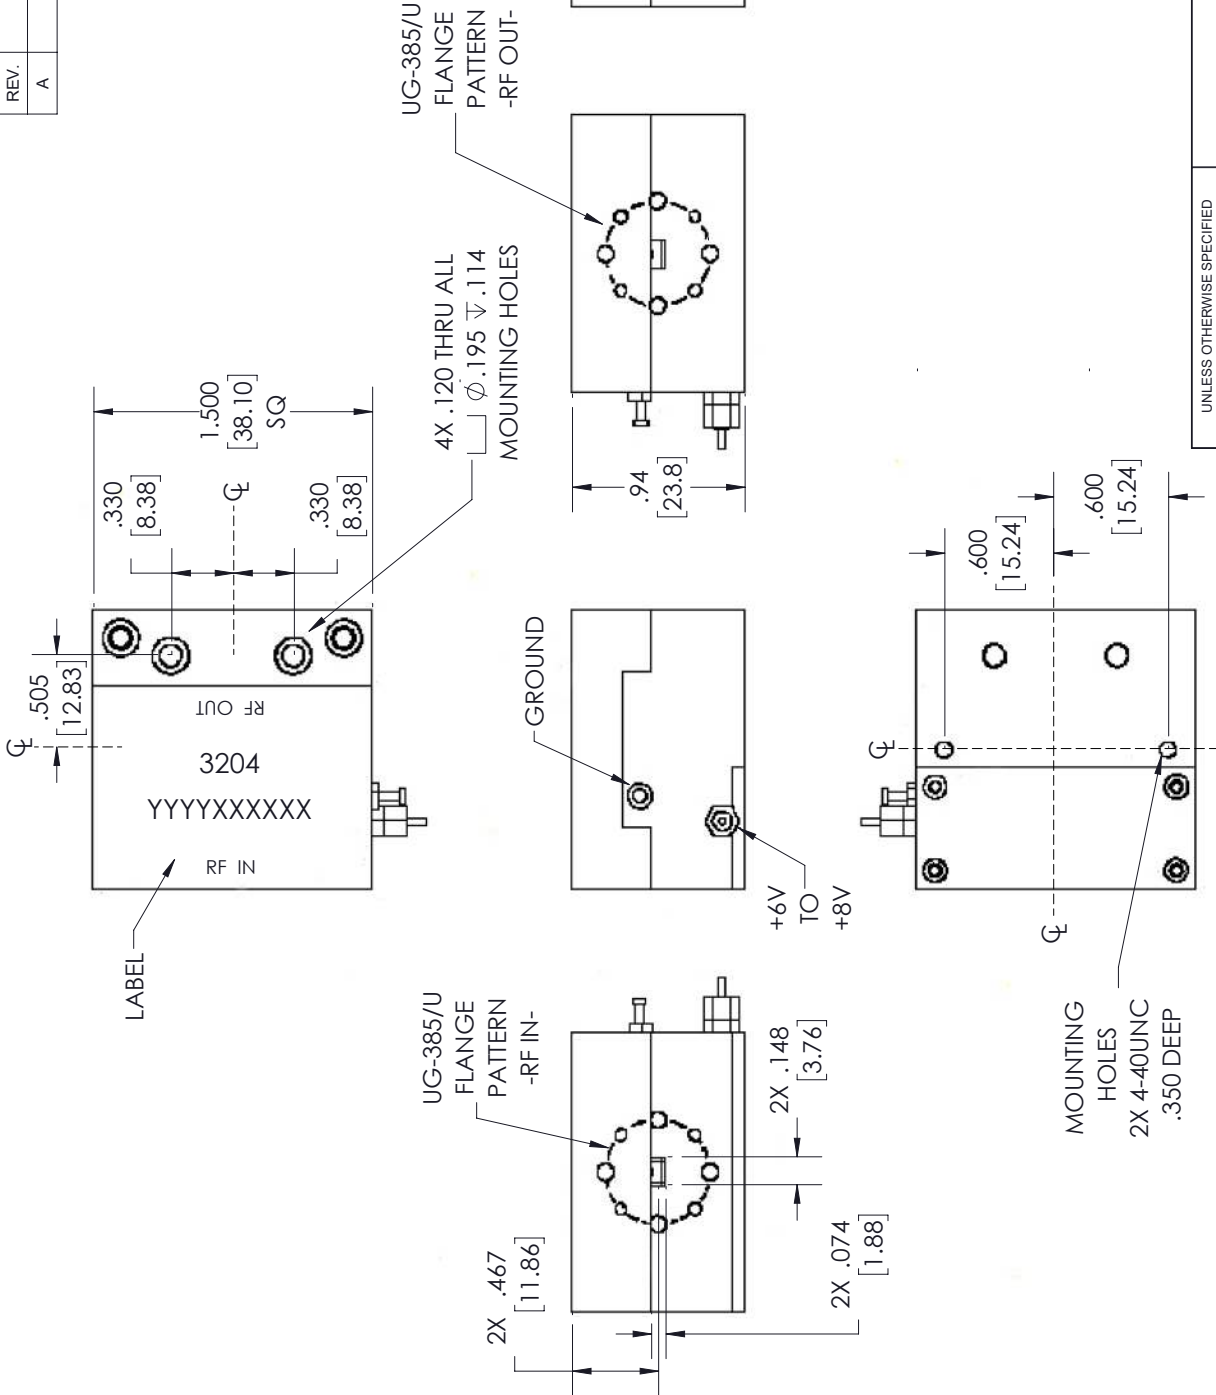 REV.
A
UG-385/U
FLANGE
PATTERN
-RF OUT-
4X .120 THRU ALL
⌴ ∅ .195 ↧ .114
MOUNTING HOLES
1.500
[38.10]
SQ
.330
[8.38]
℄
.330
[8.38]
.505
[12.83]
℄
RF OUT
3204
YYYYXXXXXX
RF IN
LABEL
.94
[23.8]
GROUND
+6V
TO
+8V
UG-385/U
FLANGE
PATTERN
-RF IN-
2X .148
[3.76]
2X .074
[1.88]
2X .467
[11.86]
.600
[15.24]
.600
[15.24]
℄
℄
MOUNTING
HOLES
2X 4-40UNC
.350 DEEP
UNLESS OTHERWISE SPECIFIED